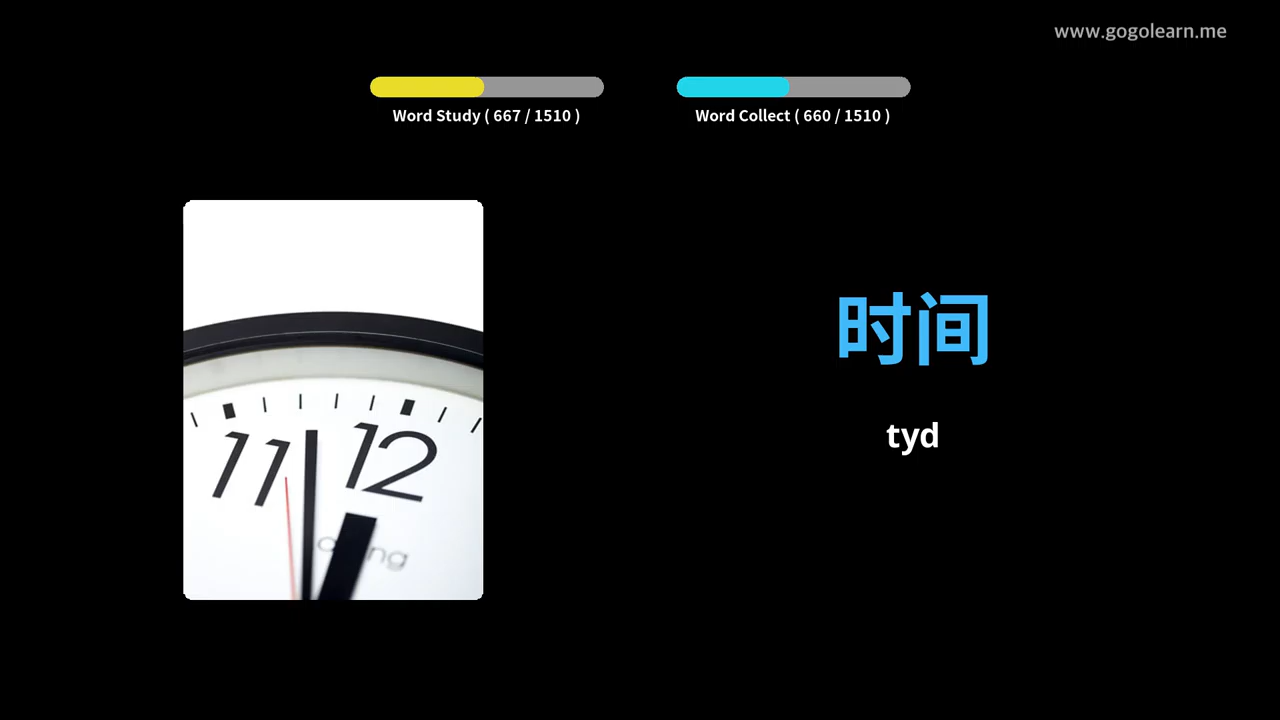 www.gogolearn.me
Word Study ( 667 / 1510 )
Word Collect ( 660 / 1510 )
时间
tyd
11
12